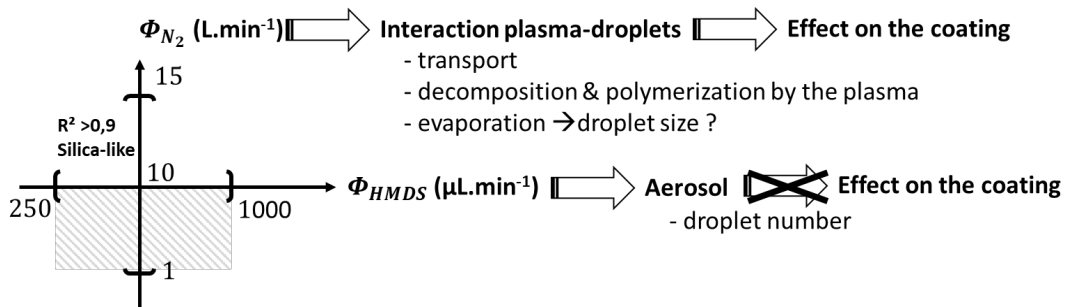 Φ_N₂ (L.min⁻¹) Interaction plasma-droplets Effect on the coating
- transport
- decomposition & polymerization by the plasma
- evaporation →droplet size ?
15
R² >0,9
Silica-like
10
Φ_HMDS (µL.min⁻¹) Aerosol Effect on the coating
- droplet number
250
1000
1